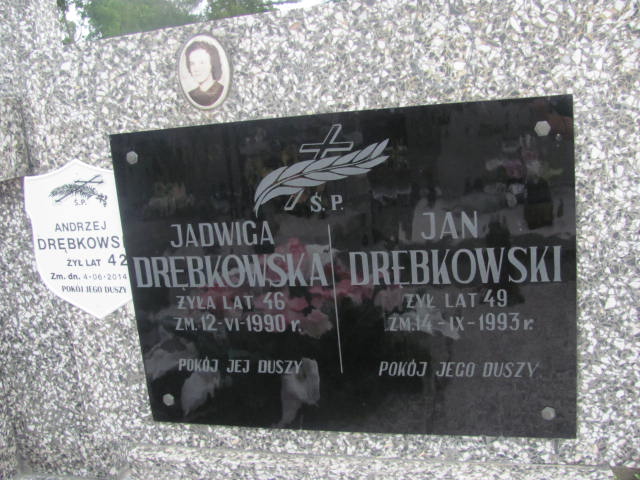 Ś.P.
ANDRZEJ
DRĘBKOWS
ŻYŁ LAT 42
Zm. dn. 4-06-2014
POKÓJ JEGO DUSZY
Ś.P.
JADWIGA
DRĘBKOWSKA
ŻYŁA LAT 46
ZM. 12-VI-1990 r.
POKÓJ JEJ DUSZY
JAN
DRĘBKOWSKI
ŻYŁ LAT 49
ZM. 14-IX-1993 r.
POKÓJ JEGO DUSZY